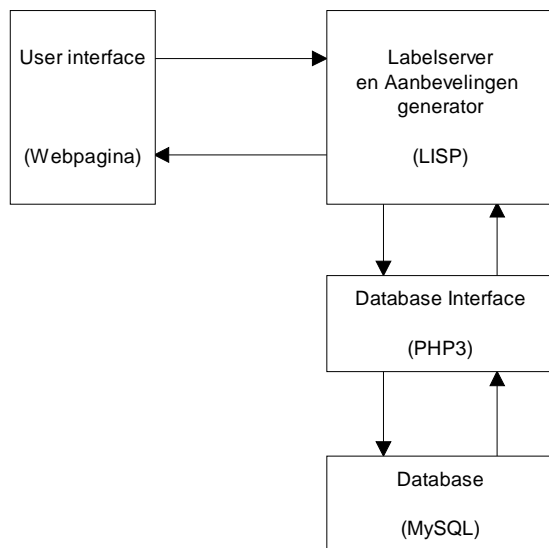 User interface
(Webpagina)
Labelserver
en Aanbevelingen
generator
(LISP)
Database Interface
(PHP3)
Database
(MySQL)